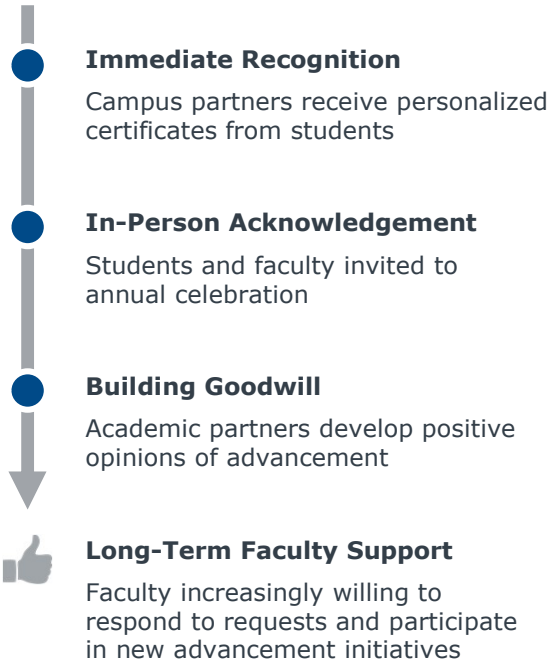 Immediate Recognition
Campus partners receive personalized
certificates from students
In-Person Acknowledgement
Students and faculty invited to
annual celebration
Building Goodwill
Academic partners develop positive
opinions of advancement
Long-Term Faculty Support
Faculty increasingly willing to
respond to requests and participate
in new advancement initiatives